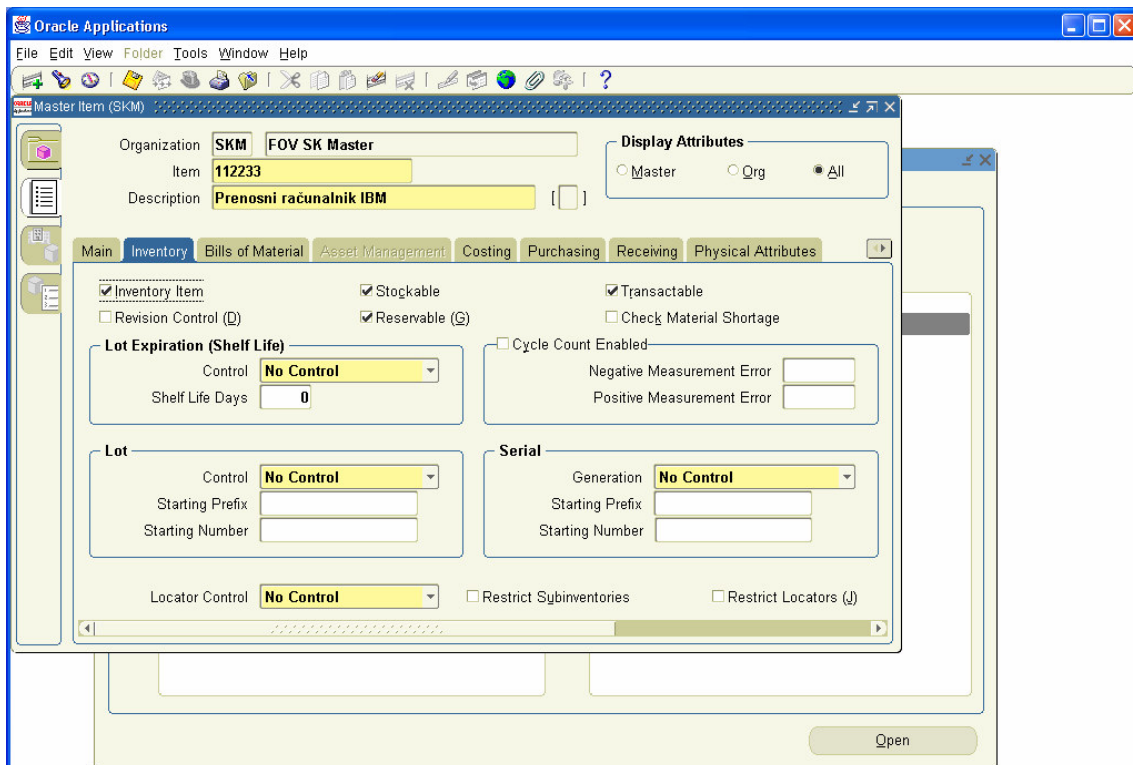 Oracle Applications
File Edit View Folder Tools Window Help
Master Item (SKM)
Organization SKM FOV SK Master
Item 112233
Description Prenosni računalnik IBM [ ]
Display Attributes
Master Org All
Main Inventory Bills of Material Asset Management Costing Purchasing Receiving Physical Attributes
Inventory Item Stockable Transactable
Revision Control (D) Reservable (G) Check Material Shortage
Lot Expiration (Shelf Life)
Control No Control
Shelf Life Days 0
Cycle Count Enabled
Negative Measurement Error
Positive Measurement Error
Lot
Control No Control
Starting Prefix
Starting Number
Serial
Generation No Control
Starting Prefix
Starting Number
Locator Control No Control Restrict Subinventories Restrict Locators (J)
Open